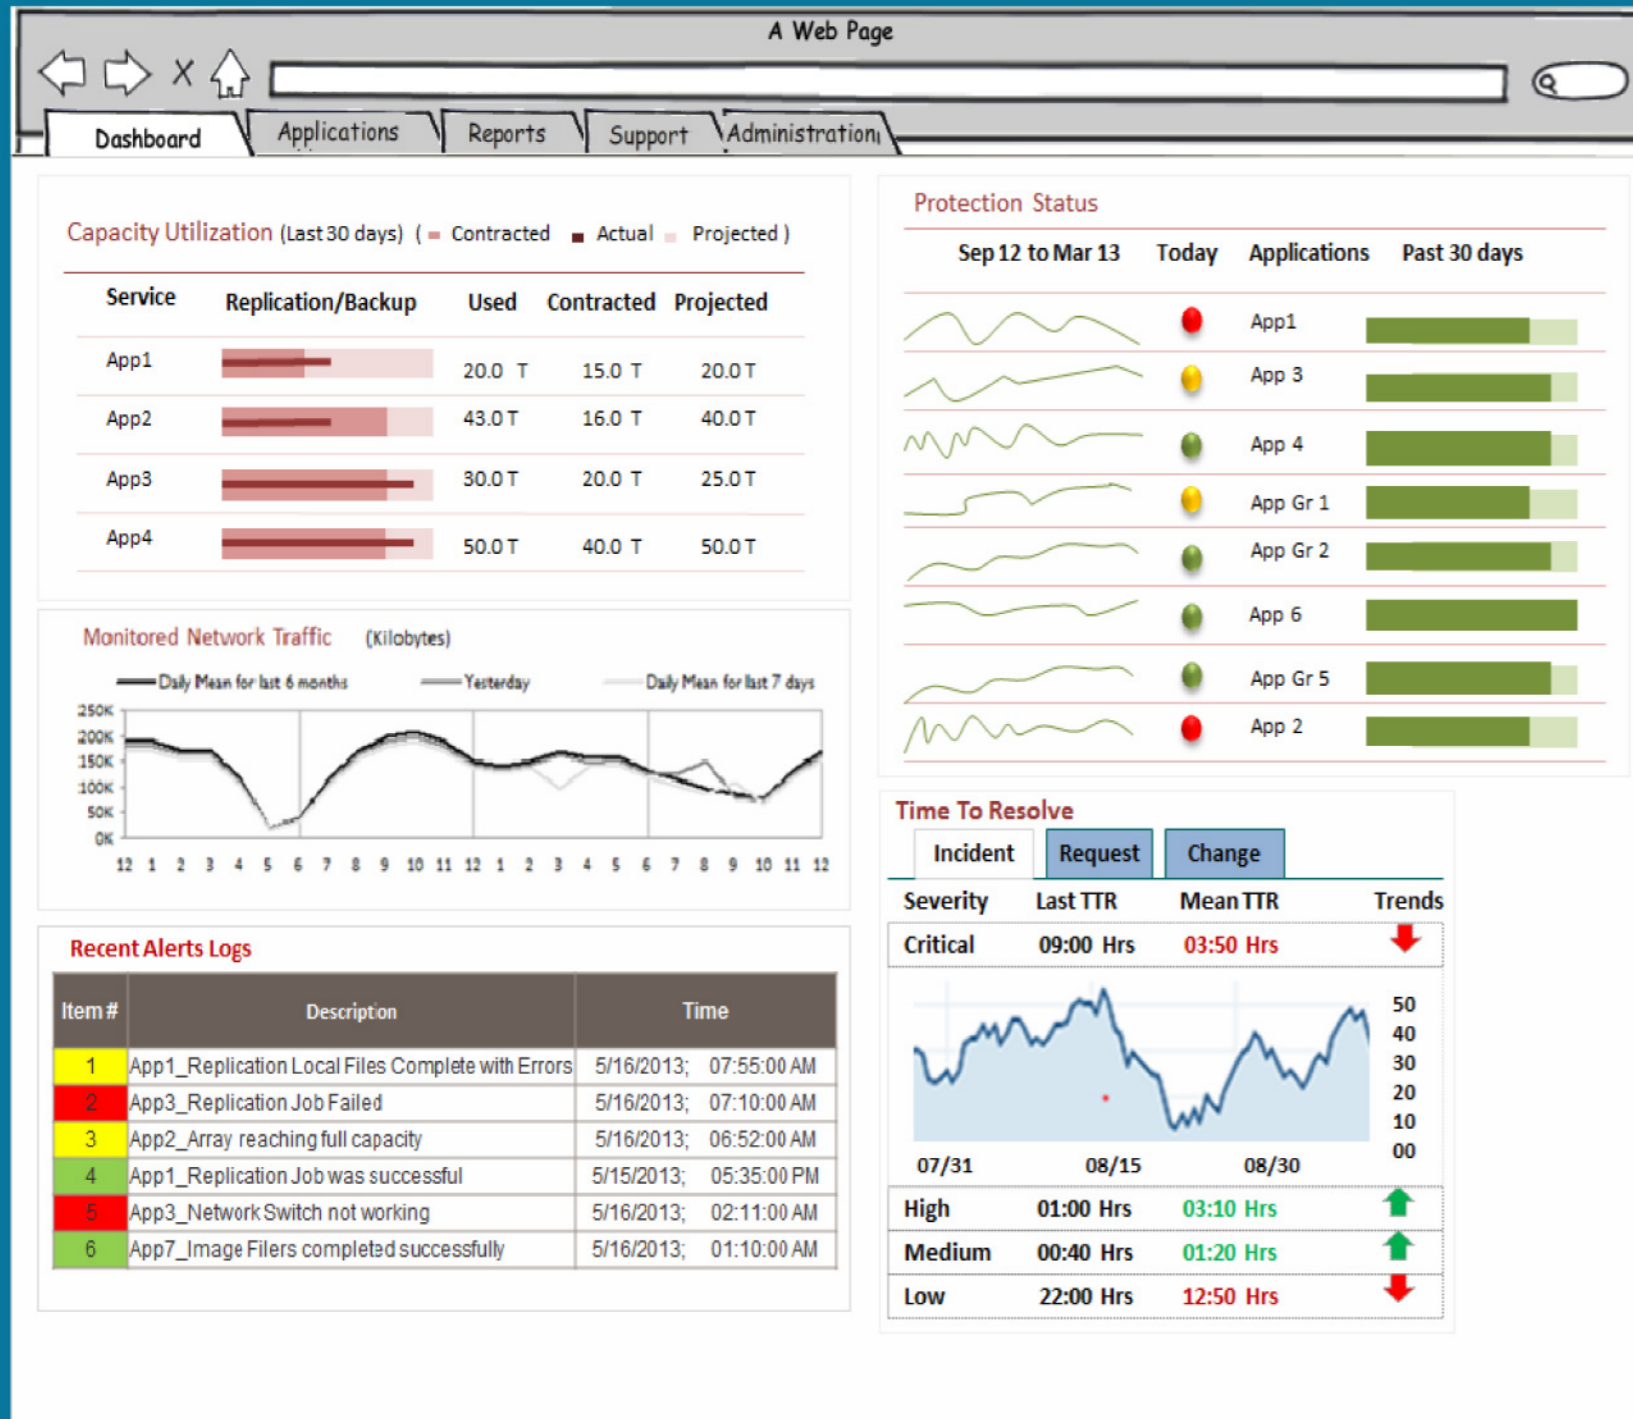 A Web Page
X
Dashboard Applications Reports Support Administration
Capacity Utilization (Last 30 days) ( Contracted Actual Projected )
Service Replication/Backup Used Contracted Projected
App1 20.0 T 15.0 T 20.0 T
App2 43.0 T 16.0 T 40.0 T
App3 30.0 T 20.0 T 25.0 T
App4 50.0 T 40.0 T 50.0 T
Monitored Network Traffic (Kilobytes)
Daily Mean for last 6 months Yesterday Daily Mean for last 7 days
250K
200K
150K
100K
50K
0K
12 1 2 3 4 5 6 7 8 9 10 11 12 1 2 3 4 5 6 7 8 9 10 11 12
Recent Alerts Logs
Item # Description Time
1 App1_Replication Local Files Complete with Errors 5/16/2013; 07:55:00 AM
2 App3_Replication Job Failed 5/16/2013; 07:10:00 AM
3 App2_Array reaching full capacity 5/16/2013; 06:52:00 AM
4 App1_Replication Job was successful 5/15/2013; 05:35:00 PM
5 App3_Network Switch not working 5/16/2013; 02:11:00 AM
6 App7_Image Filers completed successfully 5/16/2013; 01:10:00 AM
Protection Status
Sep 12 to Mar 13 Today Applications Past 30 days
App1
App 3
App 4
App Gr 1
App Gr 2
App 6
App Gr 5
App 2
Time To Resolve
Incident Request Change
Severity Last TTR Mean TTR Trends
Critical 09:00 Hrs 03:50 Hrs
50
40
30
20
10
00
07/31 08/15 08/30
High 01:00 Hrs 03:10 Hrs
Medium 00:40 Hrs 01:20 Hrs
Low 22:00 Hrs 12:50 Hrs